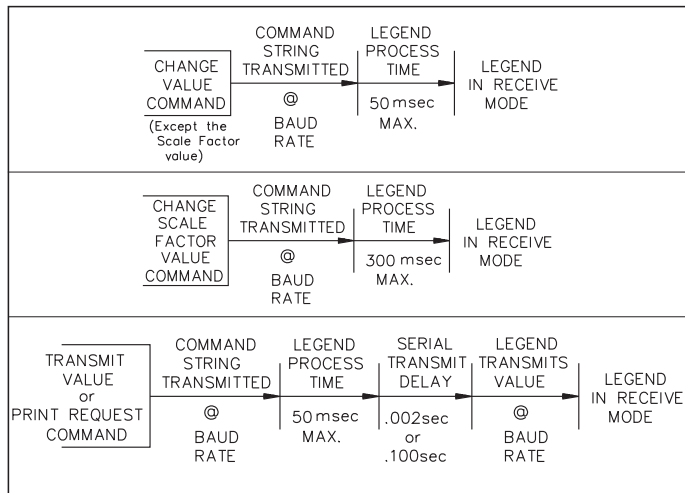 CHANGE
VALUE
COMMAND
(Except the
Scale Factor
value)
COMMAND
STRING
TRANSMITTED
@
BAUD
RATE
LEGEND
PROCESS
TIME
50 msec
MAX.
LEGEND
IN RECEIVE
MODE
CHANGE
SCALE
FACTOR
VALUE
COMMAND
COMMAND
STRING
TRANSMITTED
@
BAUD
RATE
LEGEND
PROCESS
TIME
300 msec
MAX.
LEGEND
IN RECEIVE
MODE
TRANSMIT
VALUE
or
PRINT REQUEST
COMMAND
COMMAND
STRING
TRANSMITTED
@
BAUD
RATE
LEGEND
PROCESS
TIME
50 msec
MAX.
SERIAL
TRANSMIT
DELAY
.002sec
or
.100sec
LEGEND
TRANSMITS
VALUE
@
BAUD
RATE
LEGEND
IN RECEIVE
MODE